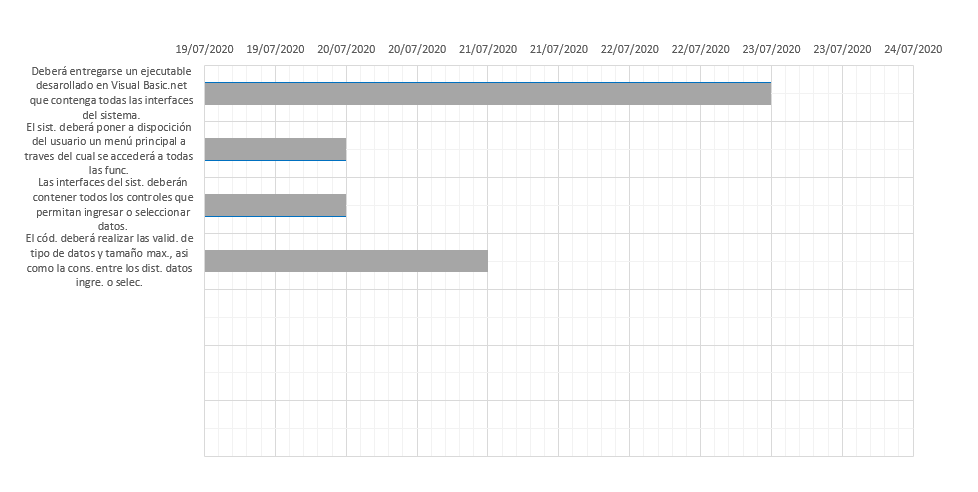 19/07/2020 19/07/2020 20/07/2020 20/07/2020 21/07/2020 21/07/2020 22/07/2020 22/07/2020 23/07/2020 23/07/2020 24/07/2020
Deberá entregarse un ejecutable
desarollado en Visual Basic.net
que contenga todas las interfaces
del sistema.
El sist. deberá poner a dispocición
del usuario un menú principal a
traves del cual se accederá a todas
las func.
Las interfaces del sist. deberán
contener todos los controles que
permitan ingresar o seleccionar
datos.
El cód. deberá realizar las valid. de
tipo de datos y tamaño max., asi
como la cons. entre los dist. datos
ingre. o selec.